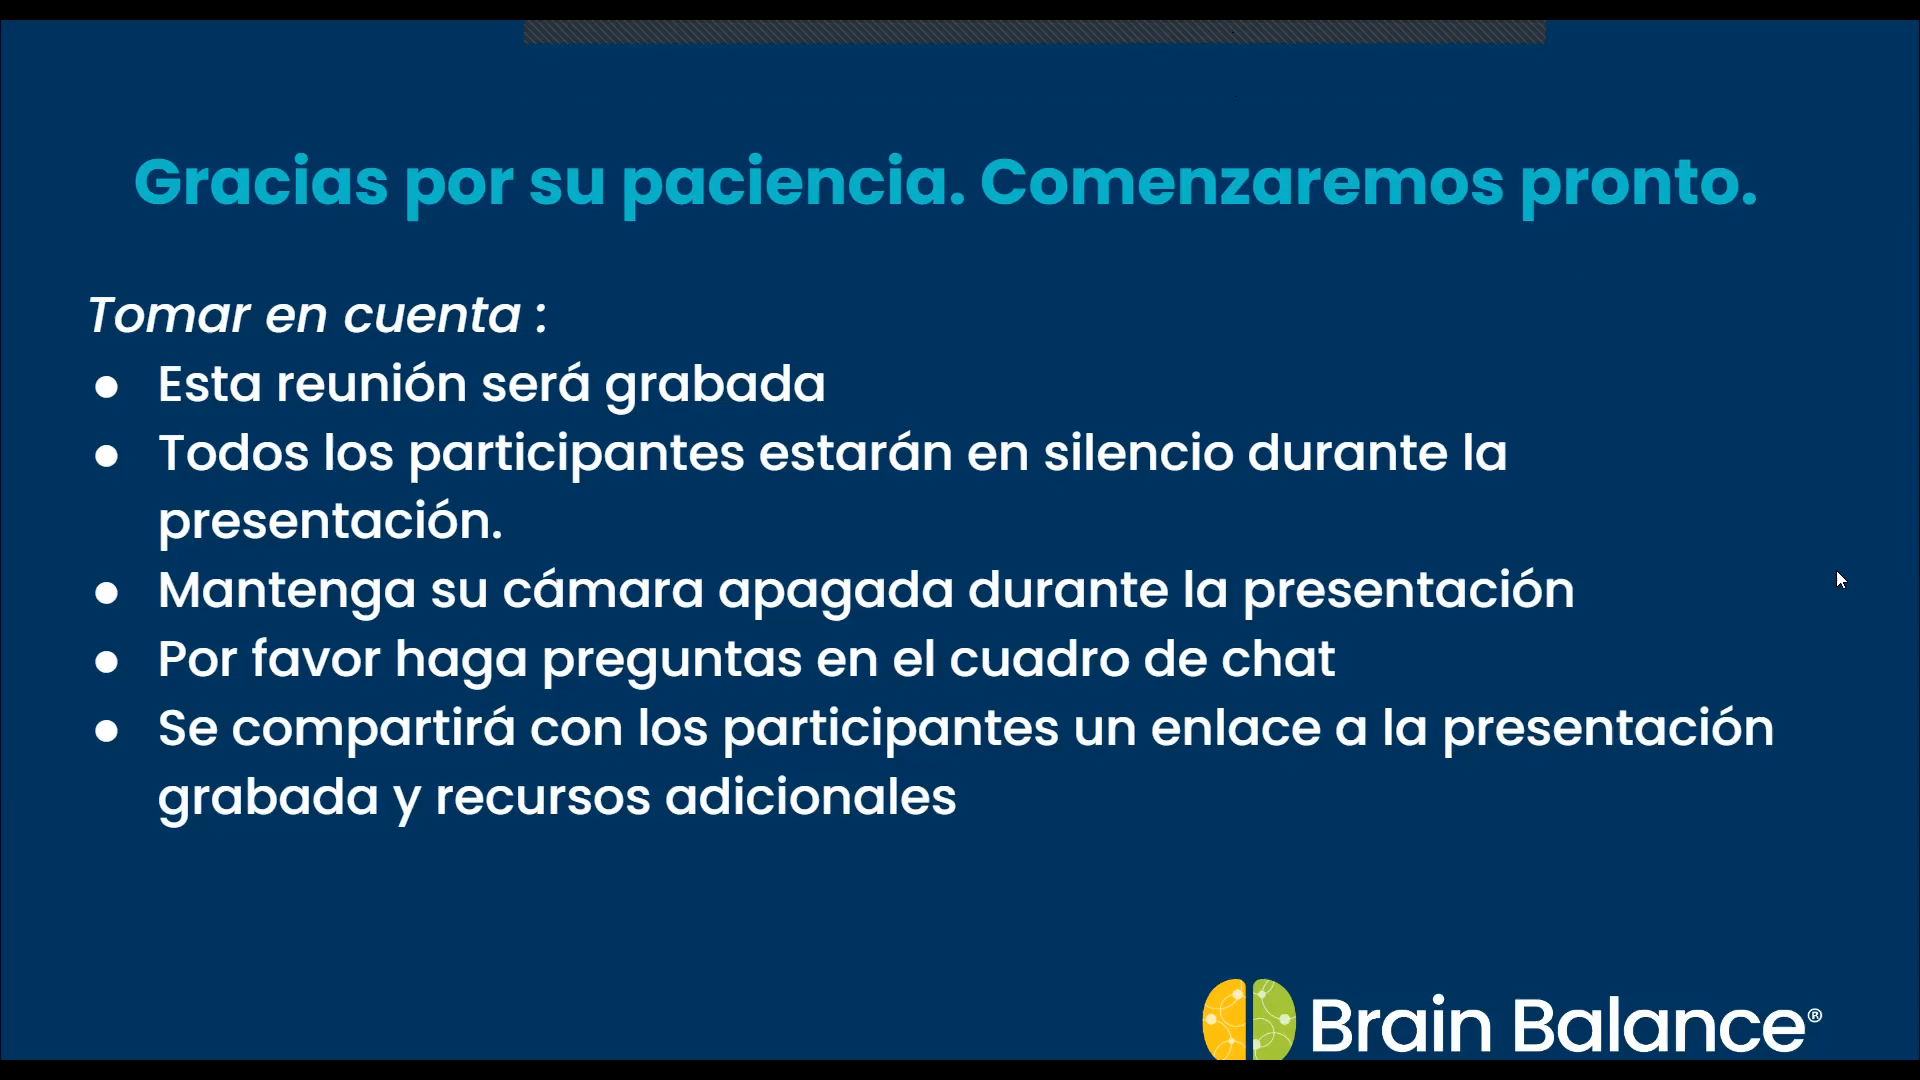 Gracias por su paciencia. Comenzaremos pronto.
Tomar en cuenta :
● Esta reunión será grabada
● Todos los participantes estarán en silencio durante la
presentación.
● Mantenga su cámara apagada durante la presentación
● Por favor haga preguntas en el cuadro de chat
● Se compartirá con los participantes un enlace a la presentación
grabada y recursos adicionales
Brain Balance®